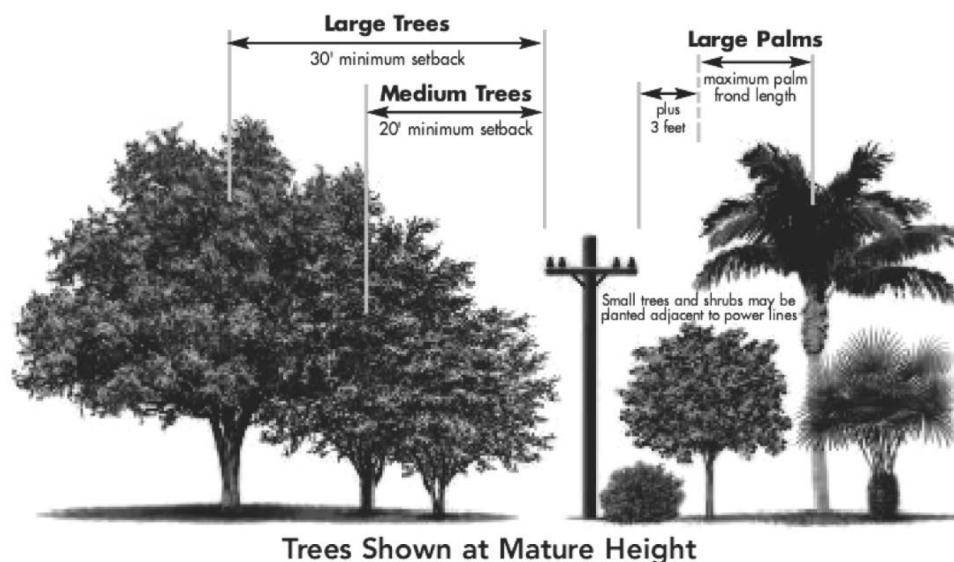 Large Trees
30' minimum setback
Medium Trees
20' minimum setback
Large Palms
maximum palm
frond length
plus
3 feet
Small trees and shrubs may be
planted adjacent to power lines
Trees Shown at Mature Height